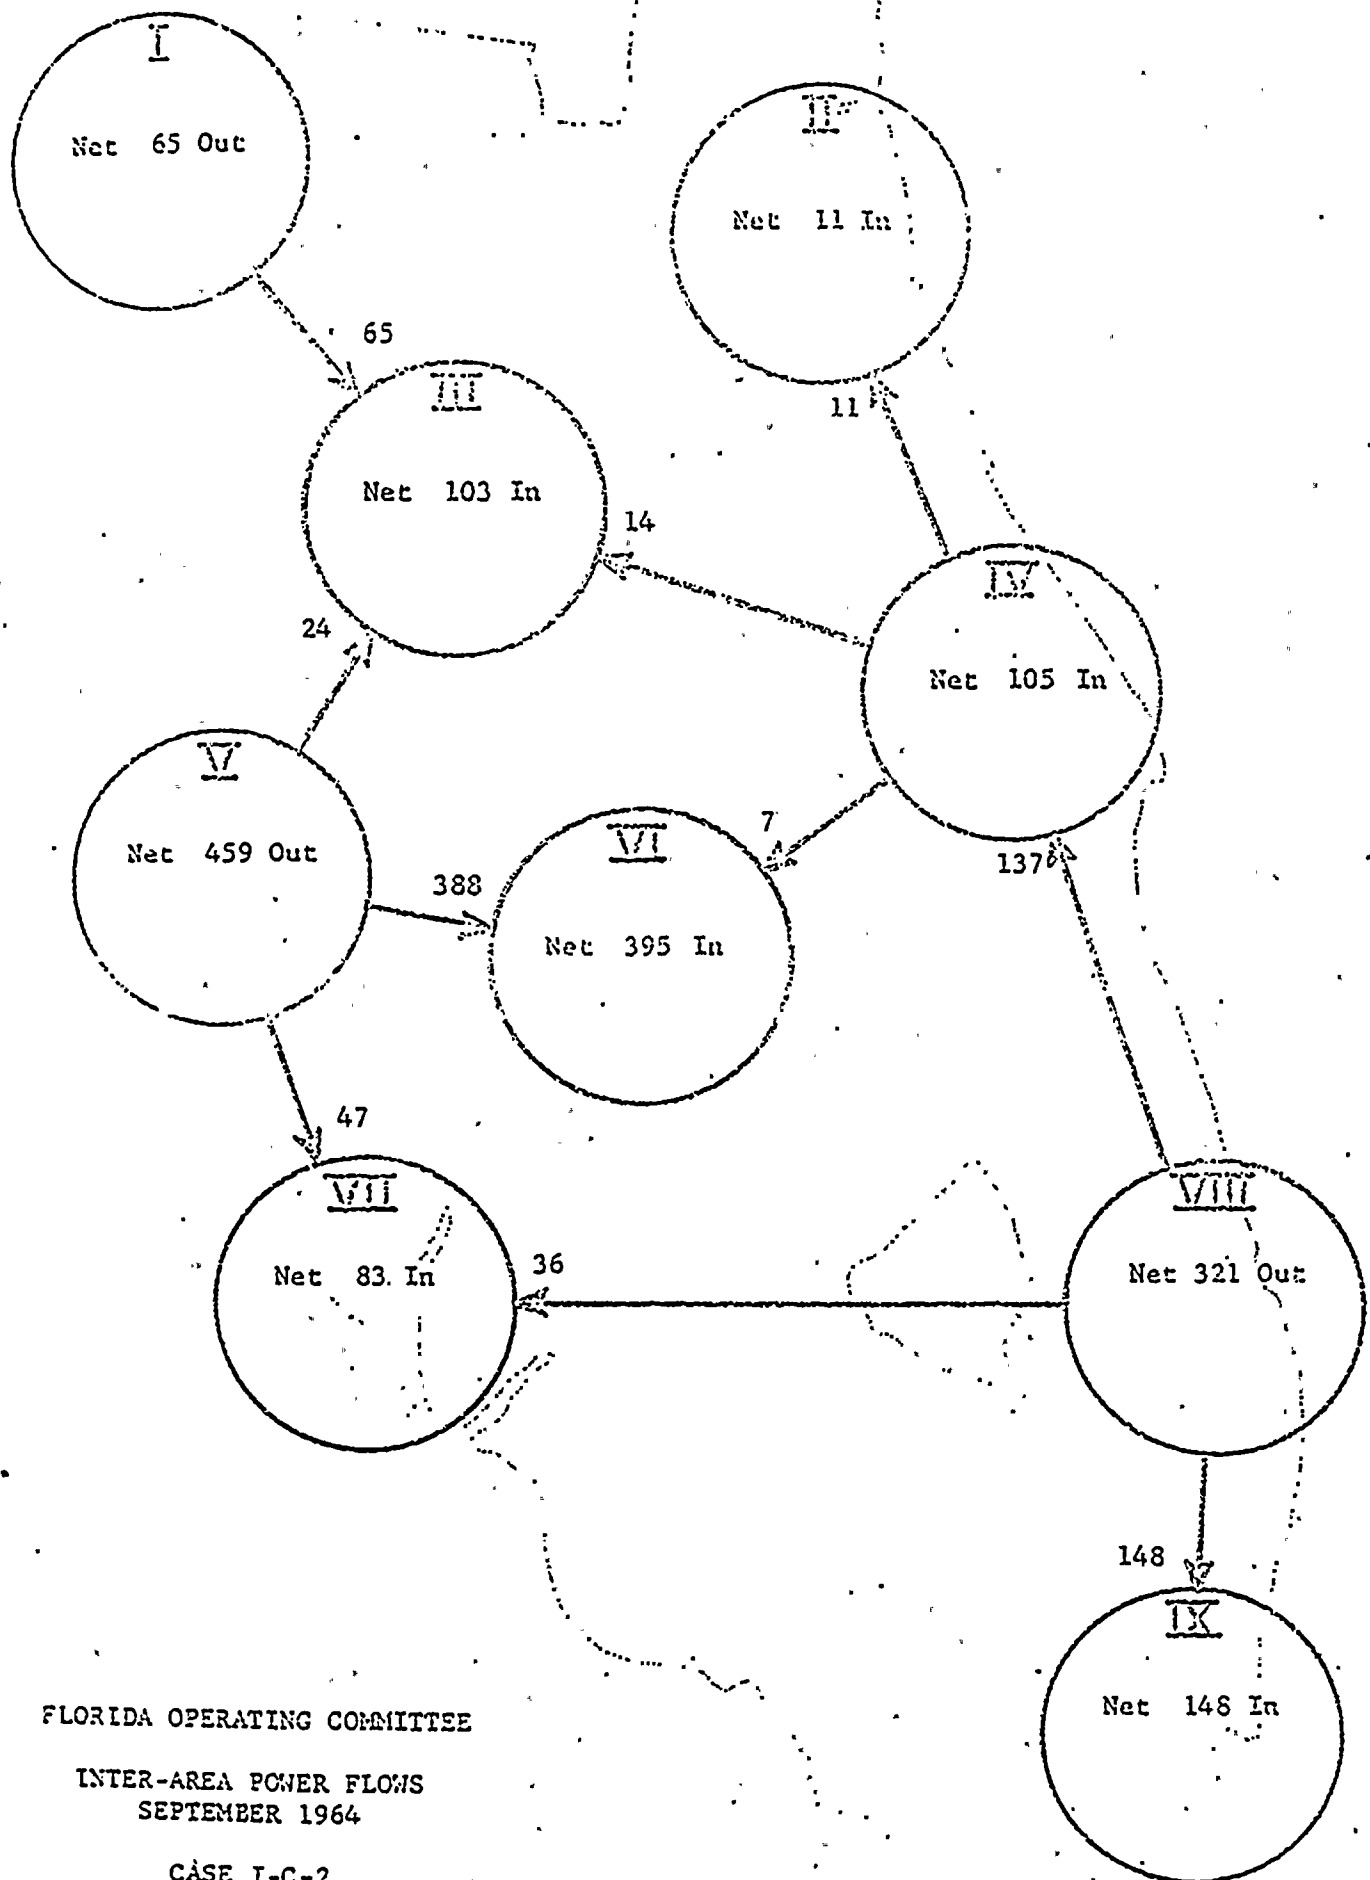 I
Net 65 Out
II
Net 11 In
65
11
III
Net 103 In
14
IV
Net 105 In
24
V
Net 459 Out
7
VI
388
137
Net 395 In
47
VII
Net 83 In
36
VIII
Net 321 Out
148
IX
Net 148 In
FLORIDA OPERATING COMMITTEE
INTER-AREA POWER FLOWS
SEPTEMBER 1964
CASE I-C-2